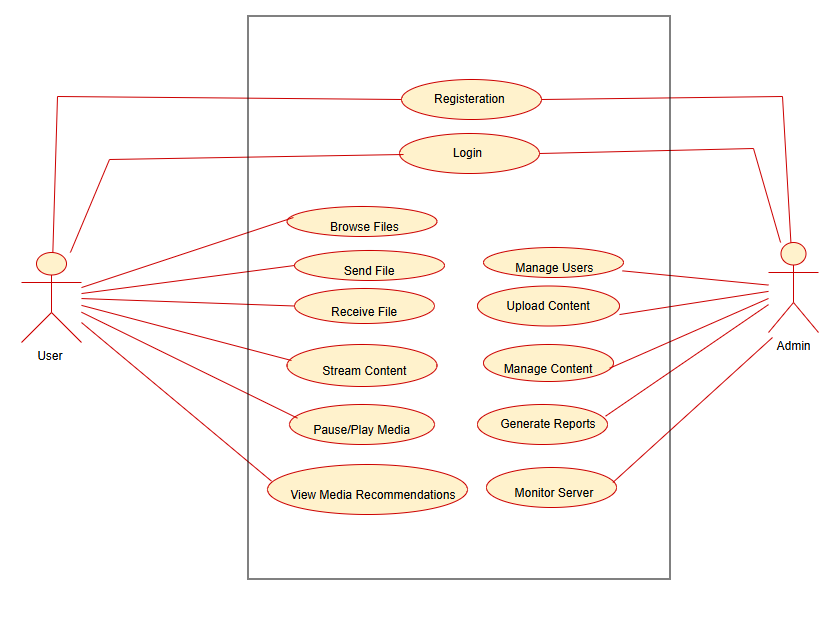 Registeration
Login
Browse Files
Send File
Receive File
Stream Content
Pause/Play Media
View Media Recommendations
Manage Users
Upload Content
Manage Content
Generate Reports
Monitor Server
User
Admin